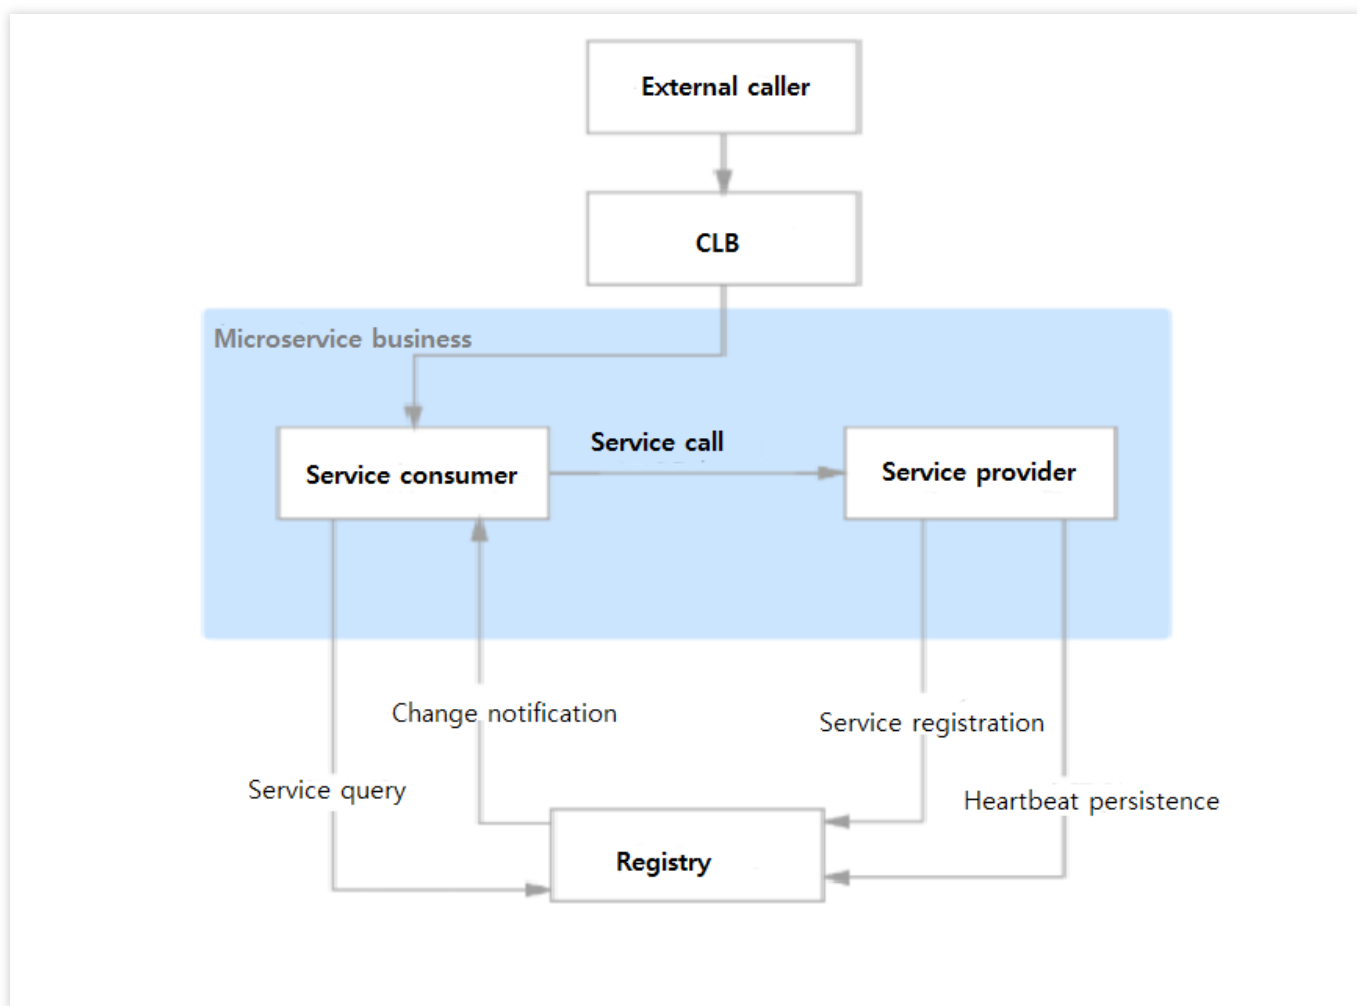 External caller
CLB
Microservice business
Service call
Service consumer
Service provider
Change notification
Service registration
Service query
Heartbeat persistence
Registry